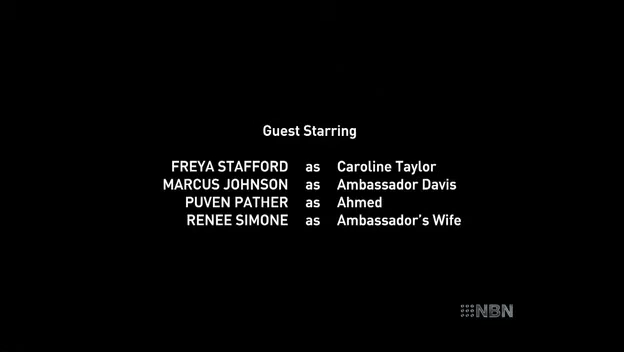 Guest Starring
FREYA STAFFORD as Caroline Taylor
MARCUS JOHNSON as Ambassador Davis
PUVEN PATHER as Ahmed
RENEE SIMONE as Ambassador's Wife
NBN